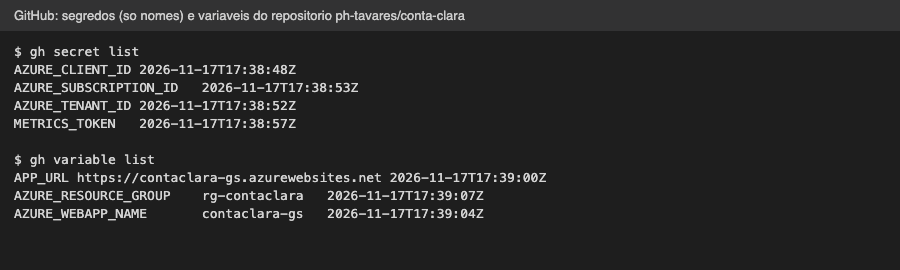 GitHub: segredos (so nomes) e variaveis do repositorio ph-tavares/conta-clara
$ gh secret list
AZURE_CLIENT_ID 2026-11-17T17:38:48Z
AZURE_SUBSCRIPTION_ID 2026-11-17T17:38:53Z
AZURE_TENANT_ID 2026-11-17T17:38:52Z
METRICS_TOKEN 2026-11-17T17:38:57Z
$ gh variable list
APP_URL https://contaclara-gs.azurewebsites.net 2026-11-17T17:39:00Z
AZURE_RESOURCE_GROUP rg-contaclara 2026-11-17T17:39:07Z
AZURE_WEBAPP_NAME contaclara-gs 2026-11-17T17:39:04Z